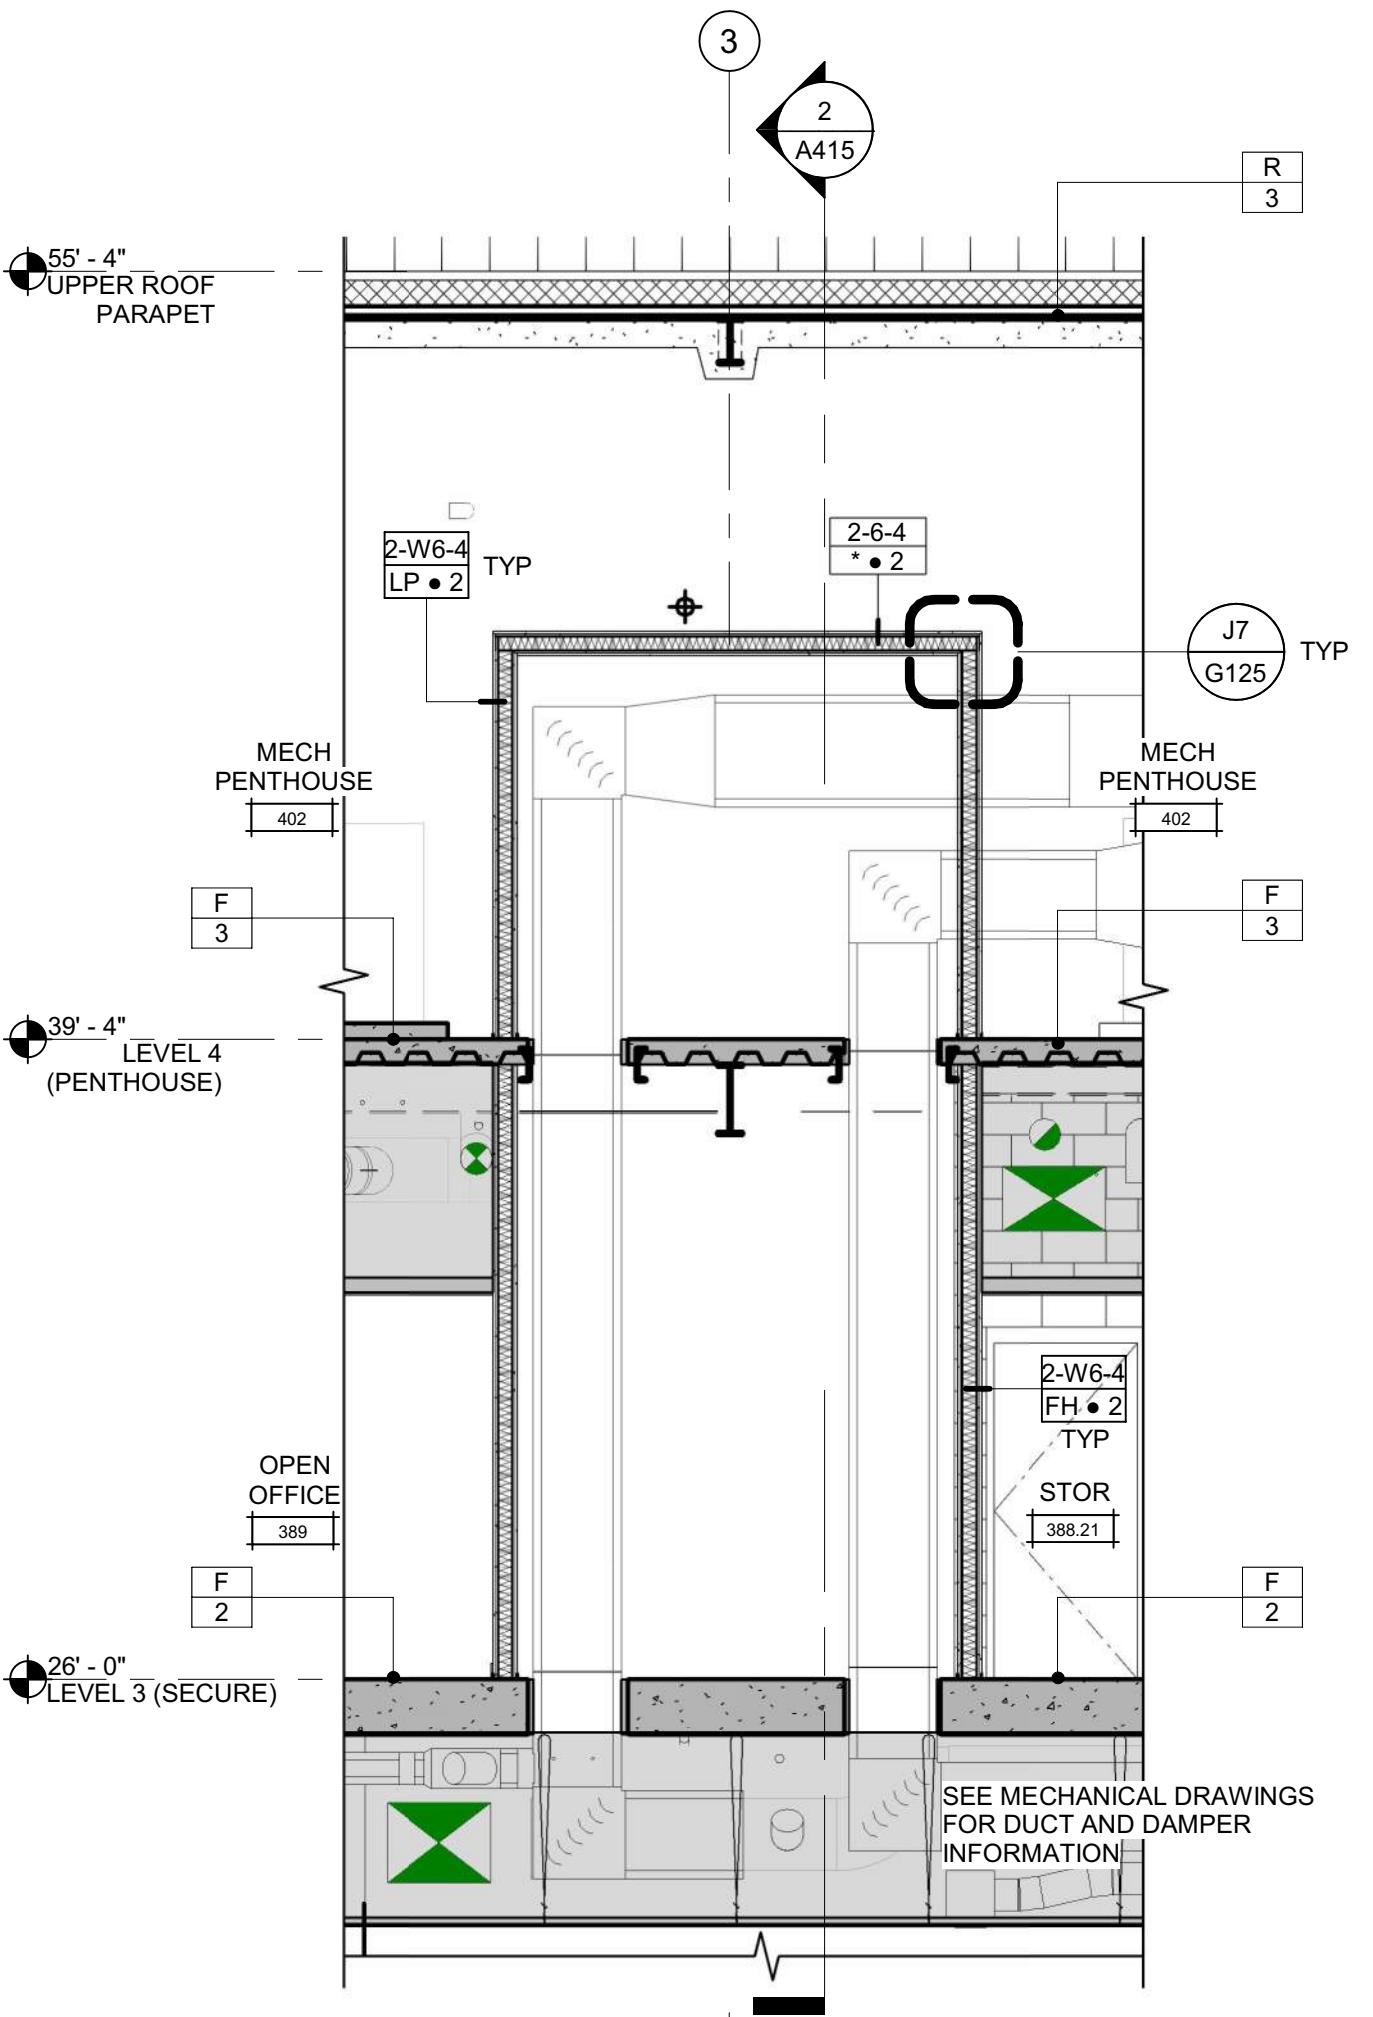 3
2
A415
R
3
55' - 4"
UPPER ROOF
PARAPET
2-W6-4
LP ● 2
TYP
2-6-4
* ● 2
J7
G125
TYP
MECH
PENTHOUSE
402
MECH
PENTHOUSE
402
F
3
F
3
39' - 4"
LEVEL 4
(PENTHOUSE)
2-W6-4
FH ● 2
TYP
OPEN
OFFICE
389
STOR
388.21
F
2
F
2
26' - 0"
LEVEL 3 (SECURE)
SEE MECHANICAL DRAWINGS
FOR DUCT AND DAMPER
INFORMATION